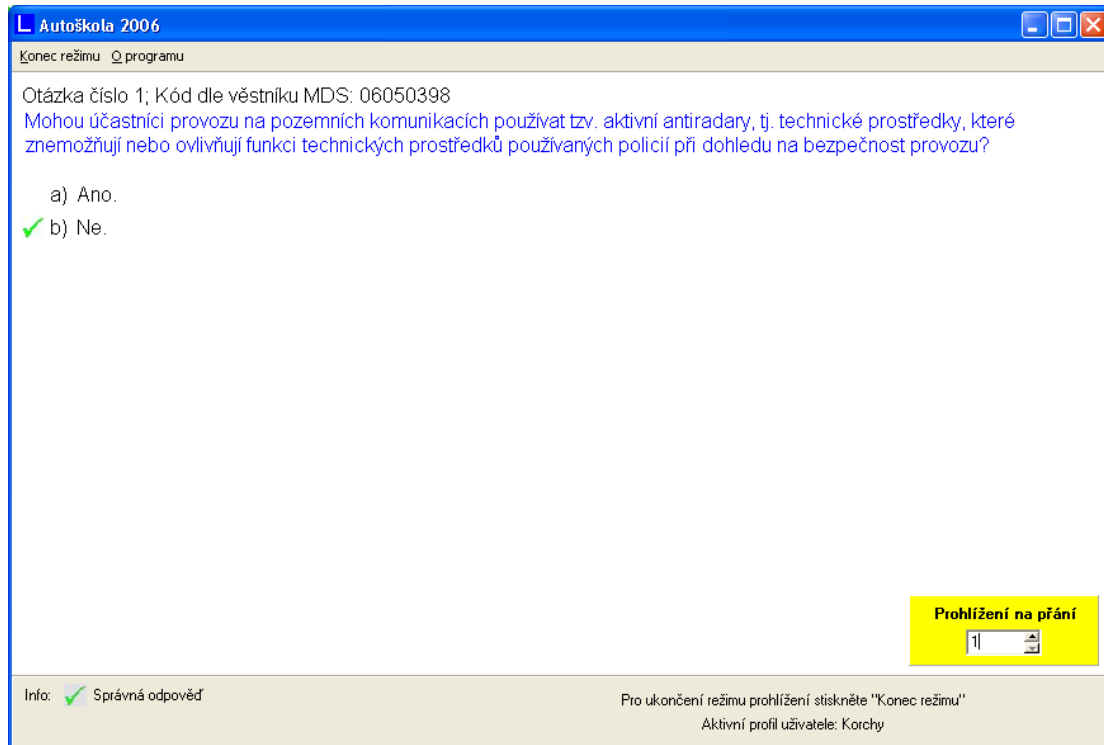 L Autoškola 2006
Konec režimu O programu
Otázka číslo 1; Kód dle věstníku MDS: 06050398
Mohou účastníci provozu na pozemních komunikacích používat tzv. aktivní antiradary, tj. technické prostředky, které
znemožňují nebo ovlivňují funkci technických prostředků používaných policií při dohledu na bezpečnost provozu?
a) Ano.
b) Ne.
Prohlížení na přání
1
Info: Správná odpověď
Pro ukončení režimu prohlížení stiskněte "Konec režimu"
Aktivní profil uživatele: Korchy